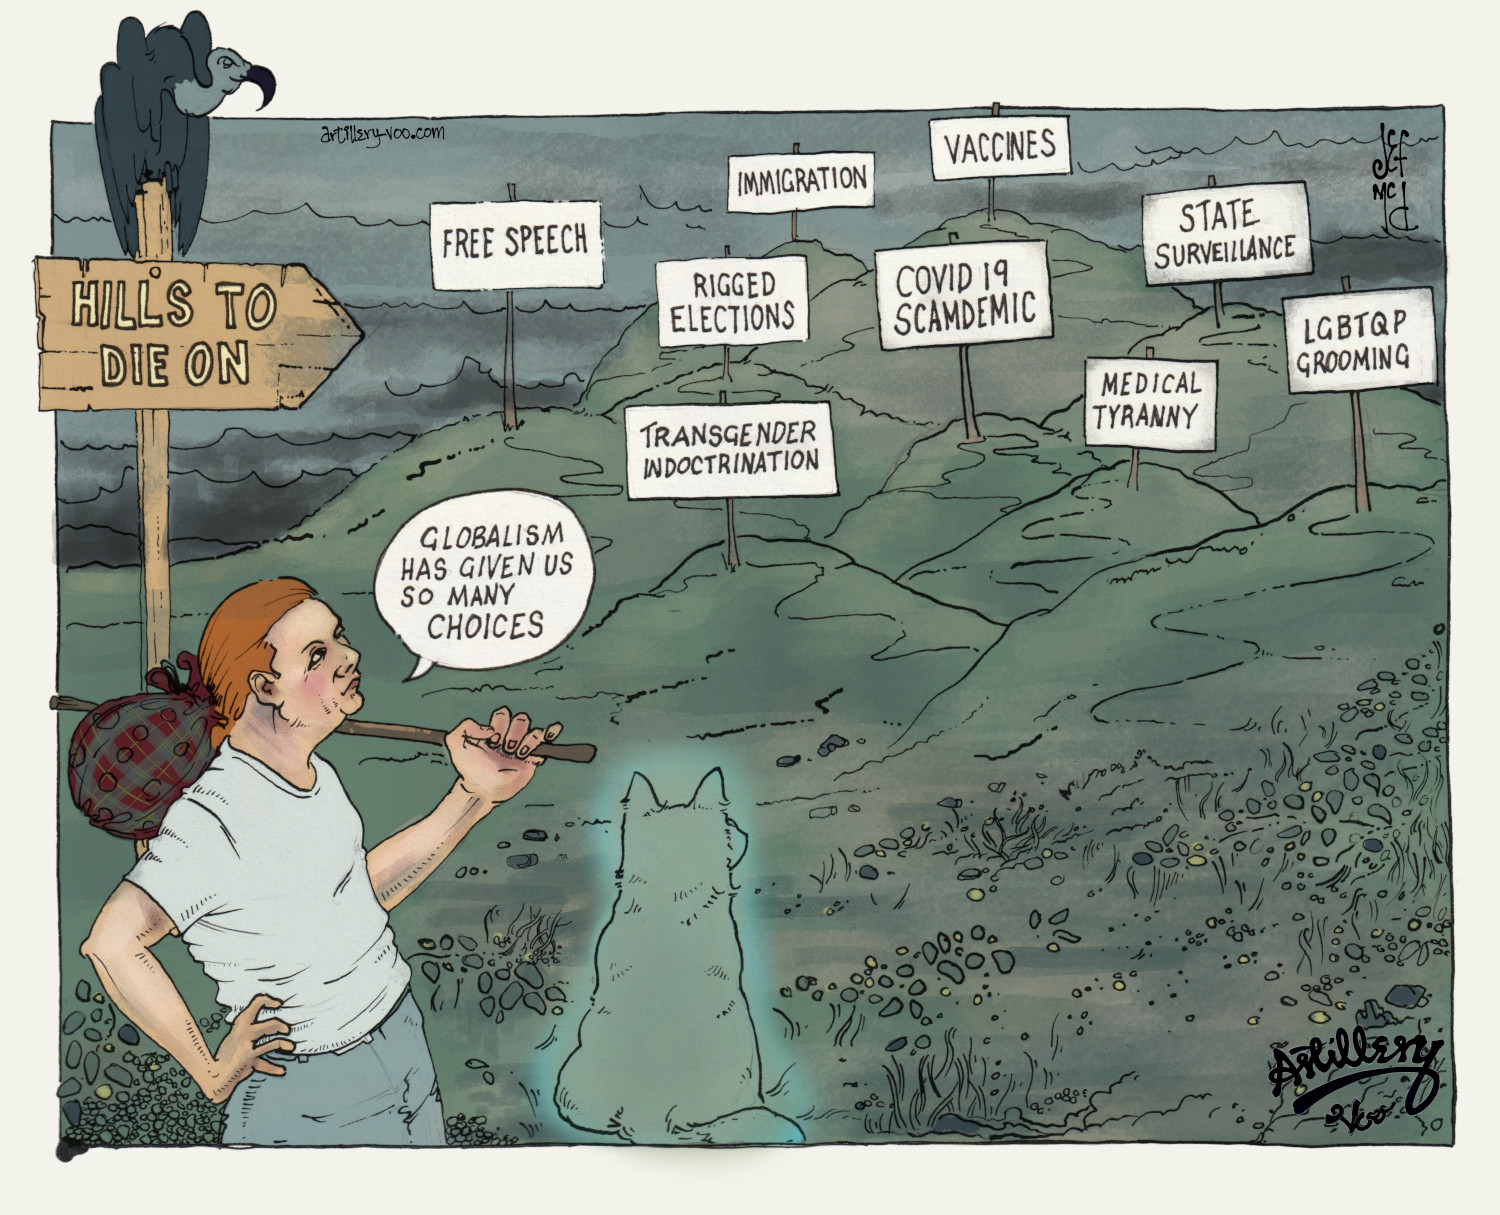 artillery-voo.com
HILLS TO
DIE ON
FREE SPEECH
IMMIGRATION
VACCINES
STATE
SURVEILLANCE
RIGGED
ELECTIONS
COVID 19
SCAMDEMIC
LGBTQP
GROOMING
MEDICAL
TYRANNY
TRANSGENDER
INDOCTRINATION
GLOBALISM
HAS GIVEN US
SO MANY
CHOICES
Artillery
Voo